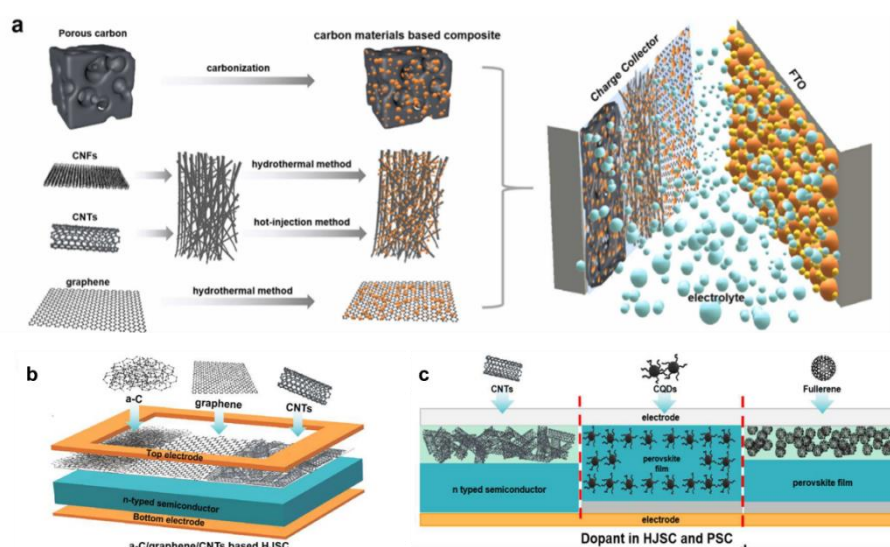 a
Porous carbon
carbonization
carbon materials based composite
CNFs
hydrothermal method
CNTs
hot-injection method
graphene
hydrothermal method
Charge Collector
FTO
electrolyte
b
a-C
graphene
CNTs
Top electrode
n-typed semiconductor
Bottom electrode
a-C/graphene/CNTs based HJSC
c
CNTs
CQDs
Fullerene
electrode
n typed semiconductor
perovskite
film
perovskite film
electrode
Dopant in HJSC and PSC